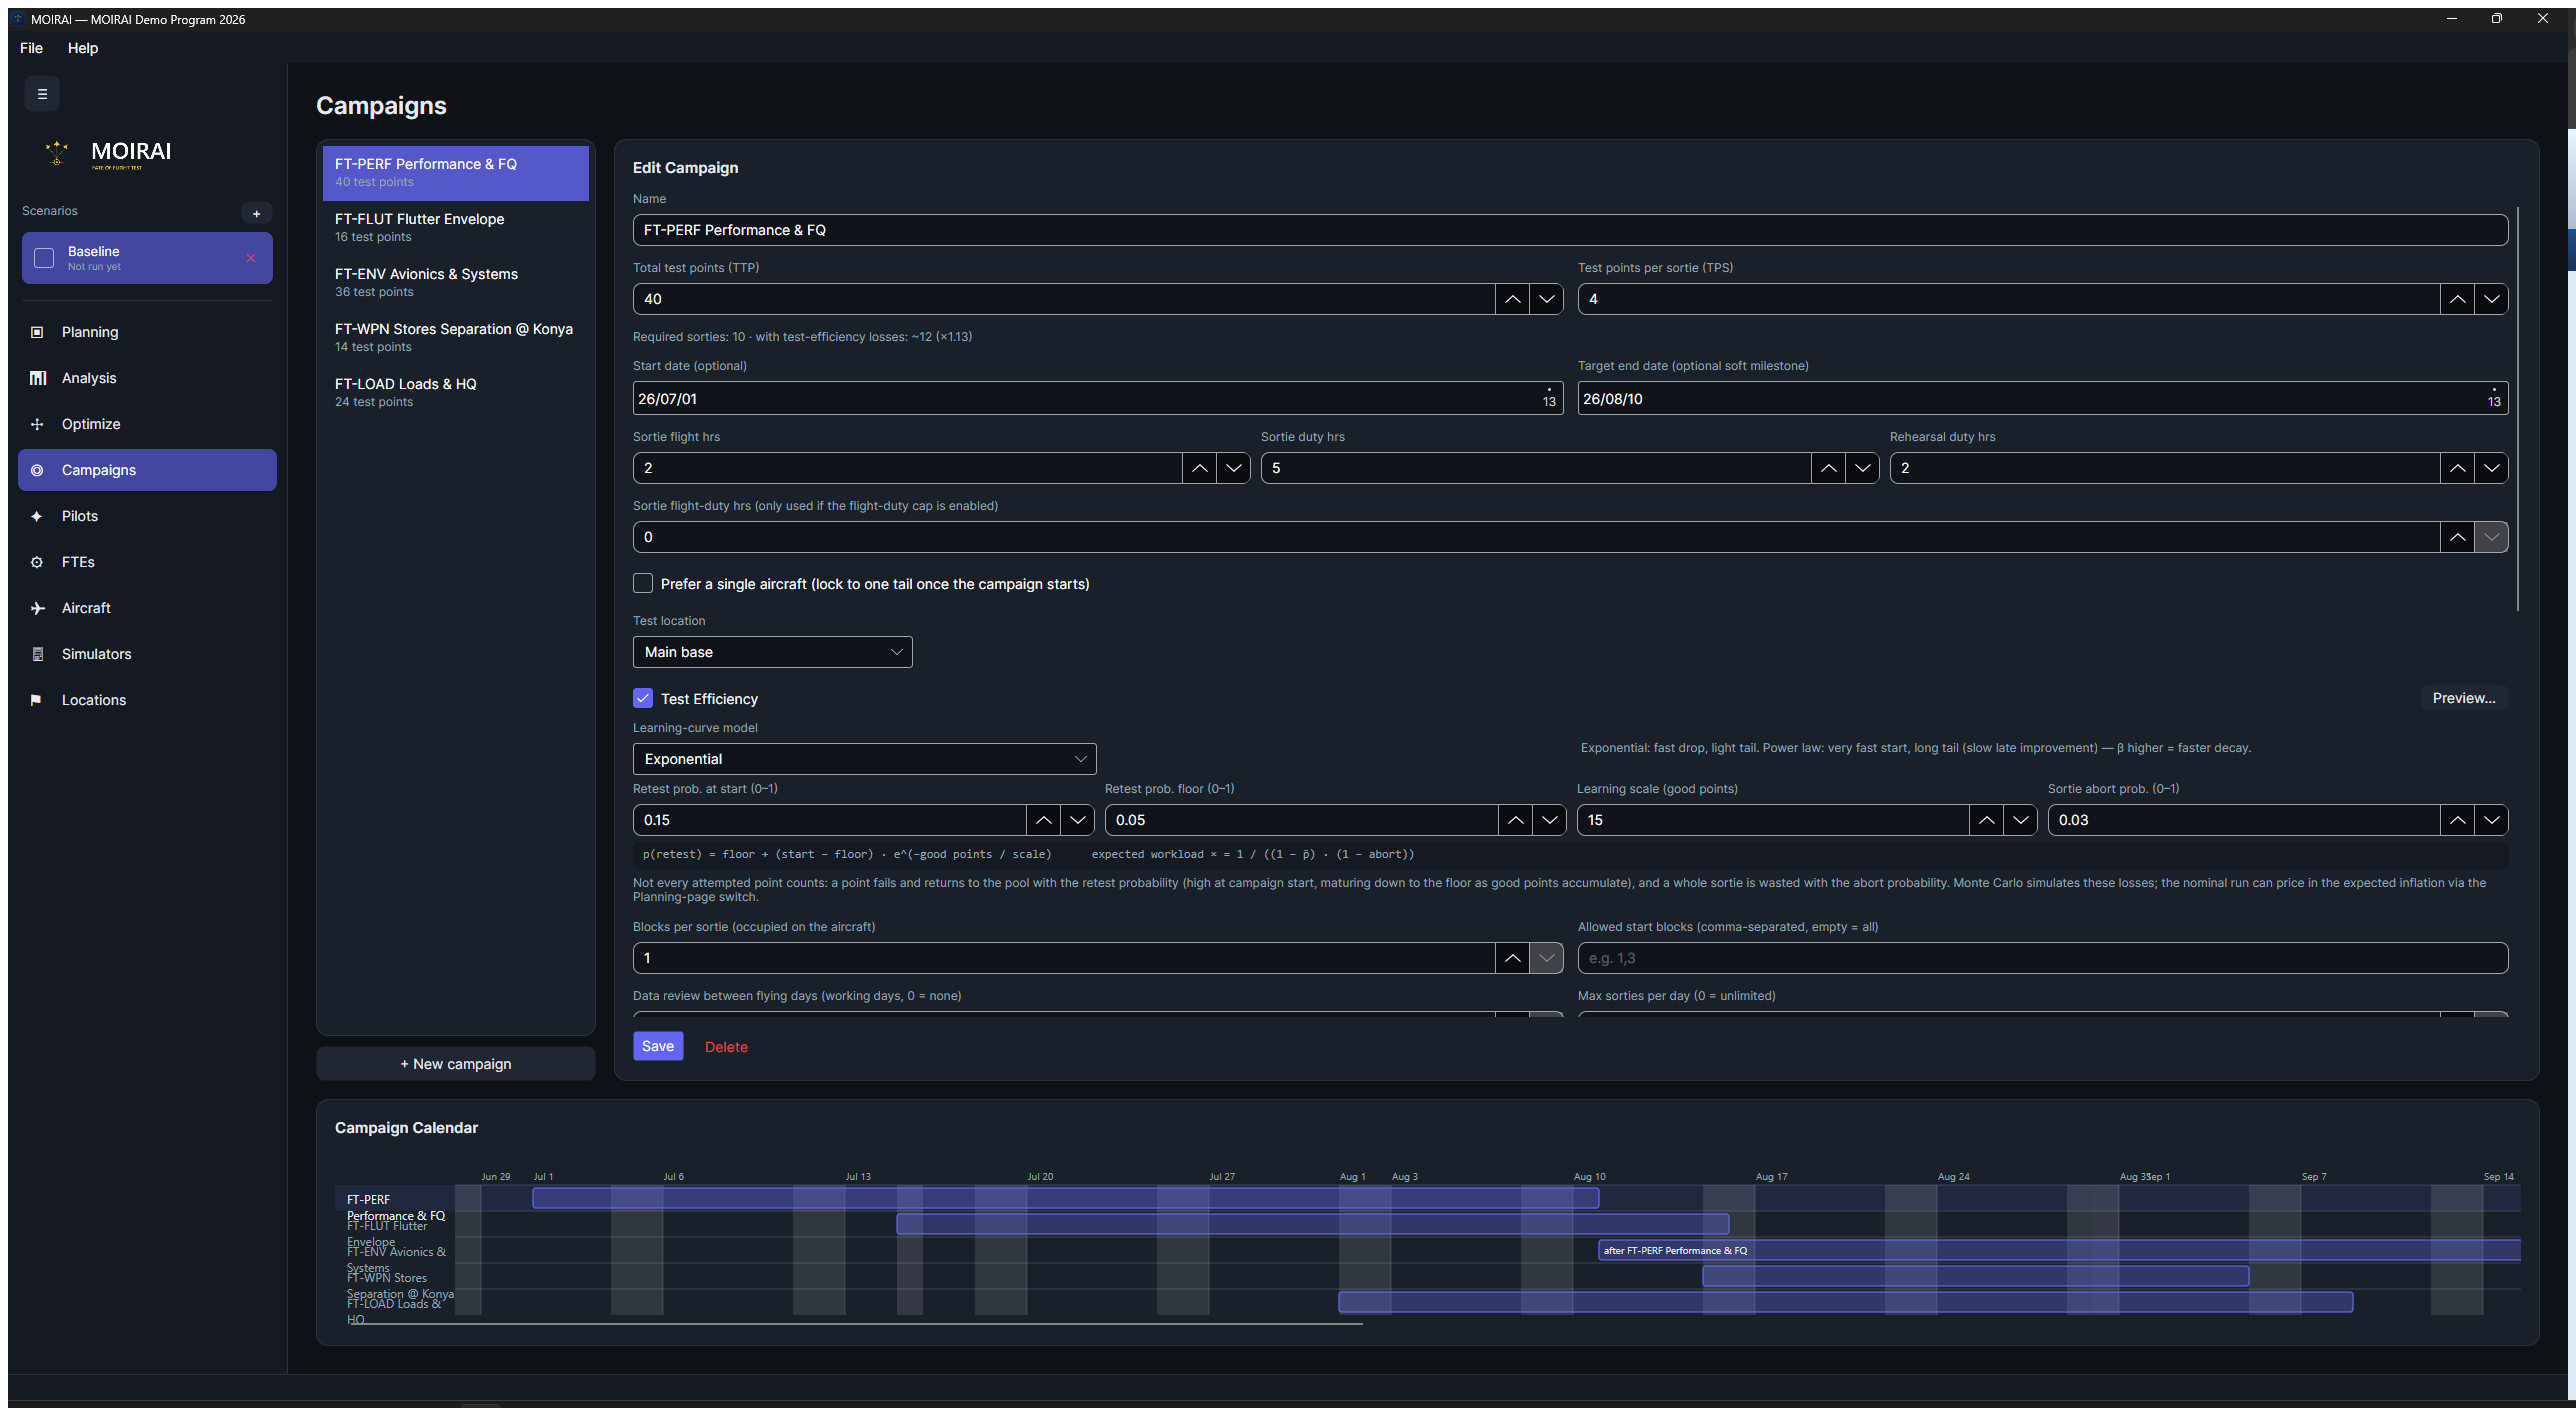 MOIRAI — MOIRAI Demo Program 2026
File Help
MOIRAI
FATE OF FLIGHT TEST
Scenarios
+
Baseline
Not run yet
Planning
Analysis
Optimize
Campaigns
Pilots
FTEs
Aircraft
Simulators
Locations
Campaigns
FT-PERF Performance & FQ
40 test points
FT-FLUT Flutter Envelope
16 test points
FT-ENV Avionics & Systems
36 test points
FT-WPN Stores Separation @ Konya
14 test points
FT-LOAD Loads & HQ
24 test points
+ New campaign
Edit Campaign
Name
FT-PERF Performance & FQ
Total test points (TTP) Test points per sortie (TPS)
40 4
Required sorties: 10 · with test-efficiency losses: ~12 (×1.13)
Start date (optional) Target end date (optional soft milestone)
26/07/01 13 26/08/10 13
Sortie flight hrs Sortie duty hrs Rehearsal duty hrs
2 5 2
Sortie flight-duty hrs (only used if the flight-duty cap is enabled)
0
Prefer a single aircraft (lock to one tail once the campaign starts)
Test location
Main base
Test Efficiency Preview...
Learning-curve model
Exponential Exponential: fast drop, light tail. Power law: very fast start, long tail (slow late improvement) — β higher = faster decay.
Retest prob. at start (0–1) Retest prob. floor (0–1) Learning scale (good points) Sortie abort prob. (0–1)
0.15 0.05 15 0.03
p(retest) = floor + (start − floor) · e^(−good points / scale) expected workload × = 1 / ((1 − p̄) · (1 − abort))
Not every attempted point counts: a point fails and returns to the pool with the retest probability (high at campaign start, maturing down to the floor as good points accumulate), and a whole sortie is wasted with the abort probability. Monte Carlo simulates these losses; the nominal run can price in the expected inflation via the
Planning-page switch.
Blocks per sortie (occupied on the aircraft) Allowed start blocks (comma-separated, empty = all)
1 e.g. 1,3
Data review between flying days (working days, 0 = none) Max sorties per day (0 = unlimited)
Save Delete
Campaign Calendar
Jun 29 Jul 1 Jul 6 Jul 13 Jul 20 Jul 27 Aug 1 Aug 3 Aug 10 Aug 17 Aug 24 Aug 31 Sep 1 Sep 7 Sep 14
FT-PERF
Performance & FQ
FT-FLUT Flutter
Envelope
FT-ENV Avionics & after FT-PERF Performance & FQ
Systems
FT-WPN Stores
Separation @ Konya
FT-LOAD Loads &
HQ